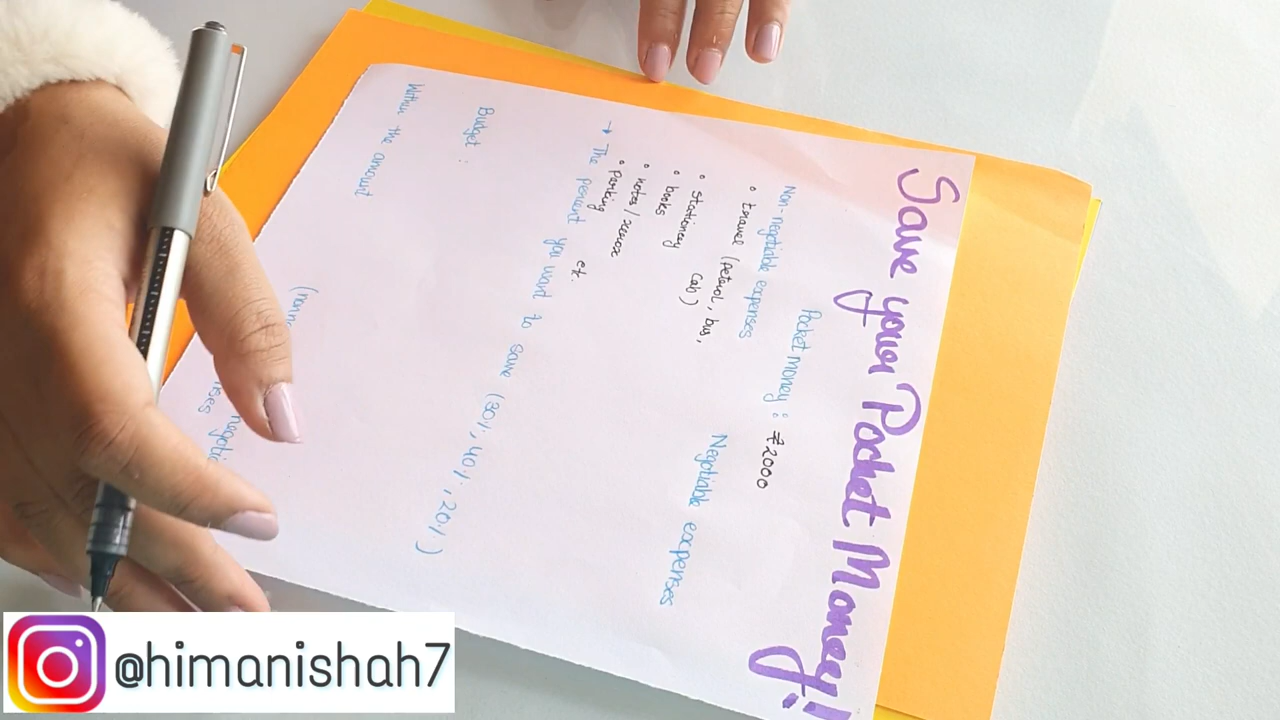 Save your Pocket Money!
Pocket money : ₹2000
Non-negotiable expenses
Negotiable expenses
• travel (petrol, bus,
cab)
• stationery
• books
• notes/xerox
• parking
etc.
→ The percent you want to save (30%, 40%, 20%)
Budget :
Within the amount
@himanishah7